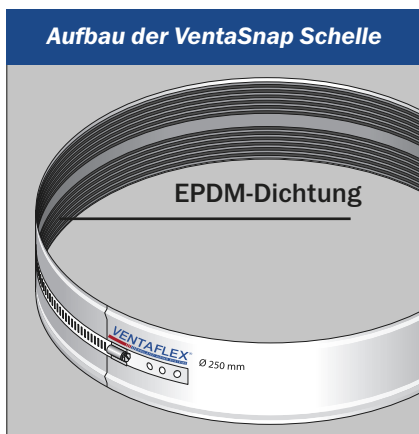 Aufbau der VentaSnap Schelle
EPDM-Dichtung
VENTAFLEX®
Ø 250 mm